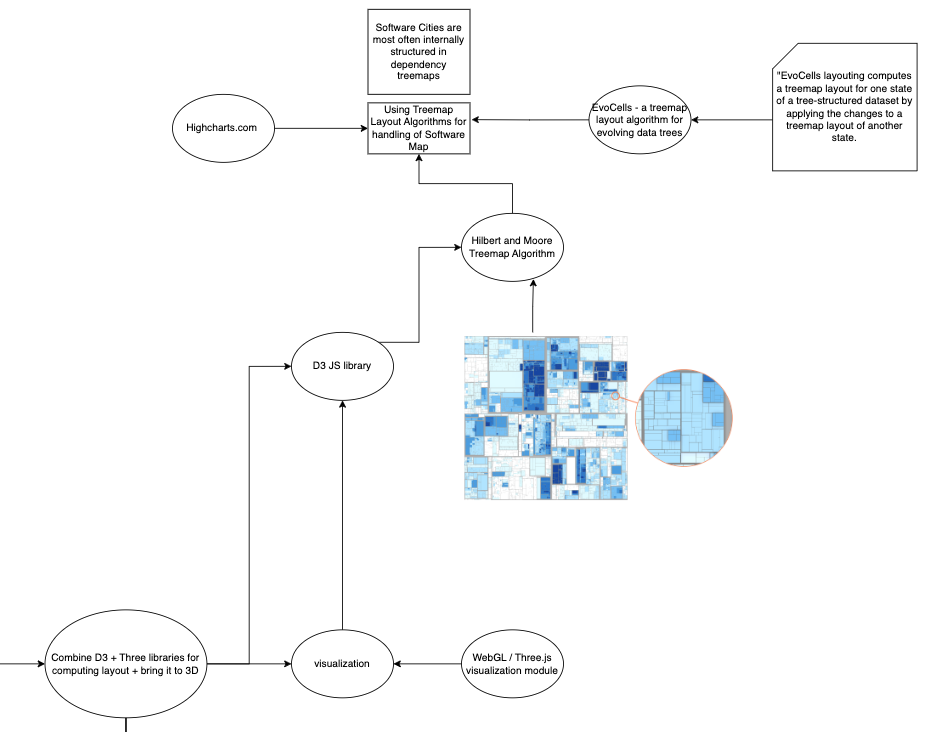 Software Cities are
most often internally
structured in
dependency
treemaps
Using Treemap
Layout Algorithms for
handling of Software
Map
Highcharts.com
EvoCells - a treemap
layout algorithm for
evolving data trees
"EvoCells layouting computes
a treemap layout for one state
of a tree-structured dataset by
applying the changes to a
treemap layout of another
state.
Hilbert and Moore
Treemap Algorithm
D3 JS library
Combine D3 + Three libraries for
computing layout + bring it to 3D
visualization
WebGL / Three.js
visualization module